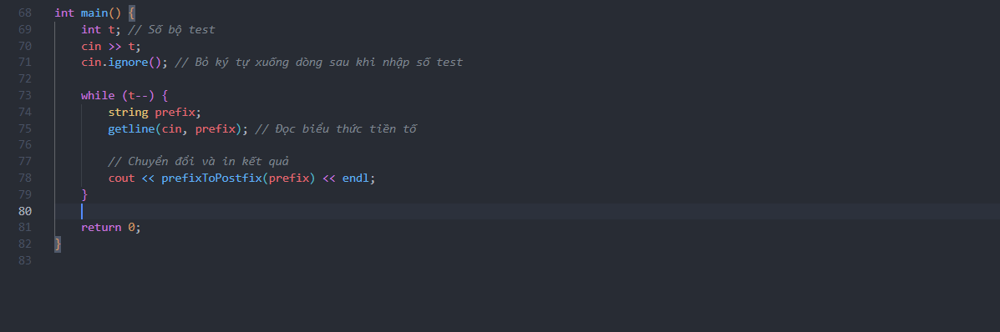 68 int main() {
69 int t; // Số bộ test
70 cin >> t;
71 cin.ignore(); // Bỏ ký tự xuống dòng sau khi nhập số test
72
73 while (t--) {
74 string prefix;
75 getline(cin, prefix); // Đọc biểu thức tiền tố
76
77 // Chuyển đổi và in kết quả
78 cout << prefixToPostfix(prefix) << endl;
79 }
80
81 return 0;
82 }
83